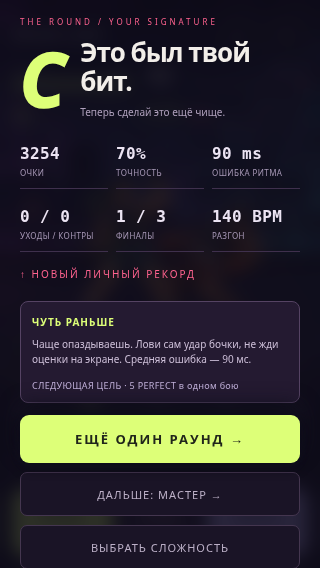 THE ROUND / YOUR SIGNATURE
C
Это был твой
бит.
Теперь сделай это ещё чище.
3254
ОЧКИ
70%
ТОЧНОСТЬ
90 ms
ОШИБКА РИТМА
0 / 0
УХОДЫ / КОНТРЫ
1 / 3
ФИНАЛЫ
140 BPM
РАЗГОН
↑ НОВЫЙ ЛИЧНЫЙ РЕКОРД
ЧУТЬ РАНЬШЕ
Чаще опаздываешь. Лови сам удар бочки, не жди
оценки на экране. Средняя ошибка — 90 мс.
СЛЕДУЮЩАЯ ЦЕЛЬ · 5 PERFECT в одном бою
ЕЩЁ ОДИН РАУНД →
ДАЛЬШЕ: МАСТЕР →
ВЫБРАТЬ СЛОЖНОСТЬ